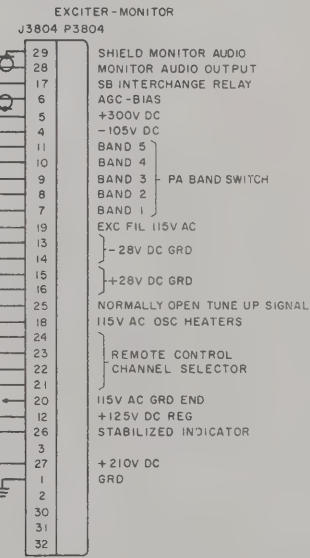 EXCITER-MONITOR
J3804 P3804
29 SHIELD MONITOR AUDIO
28 MONITOR AUDIO OUTPUT
17 SB INTERCHANGE RELAY
6 AGC-BIAS
5 +300V DC
4 -105V DC
11 BAND 5
10 BAND 4
9 BAND 3 PA BAND SWITCH
8 BAND 2
7 BAND 1
19 EXC FIL 115V AC
13
-28V DC GRD
14
15
+28V DC GRD
16
25 NORMALLY OPEN TUNE UP SIGNAL
18 115V AC OSC HEATERS
24
23 REMOTE CONTROL
22 CHANNEL SELECTOR
21
20 115V AC GRD END
12 +125V DC REG
26 STABILIZED INDICATOR
3
27 +210V DC
1 GRD
2
30
31
32